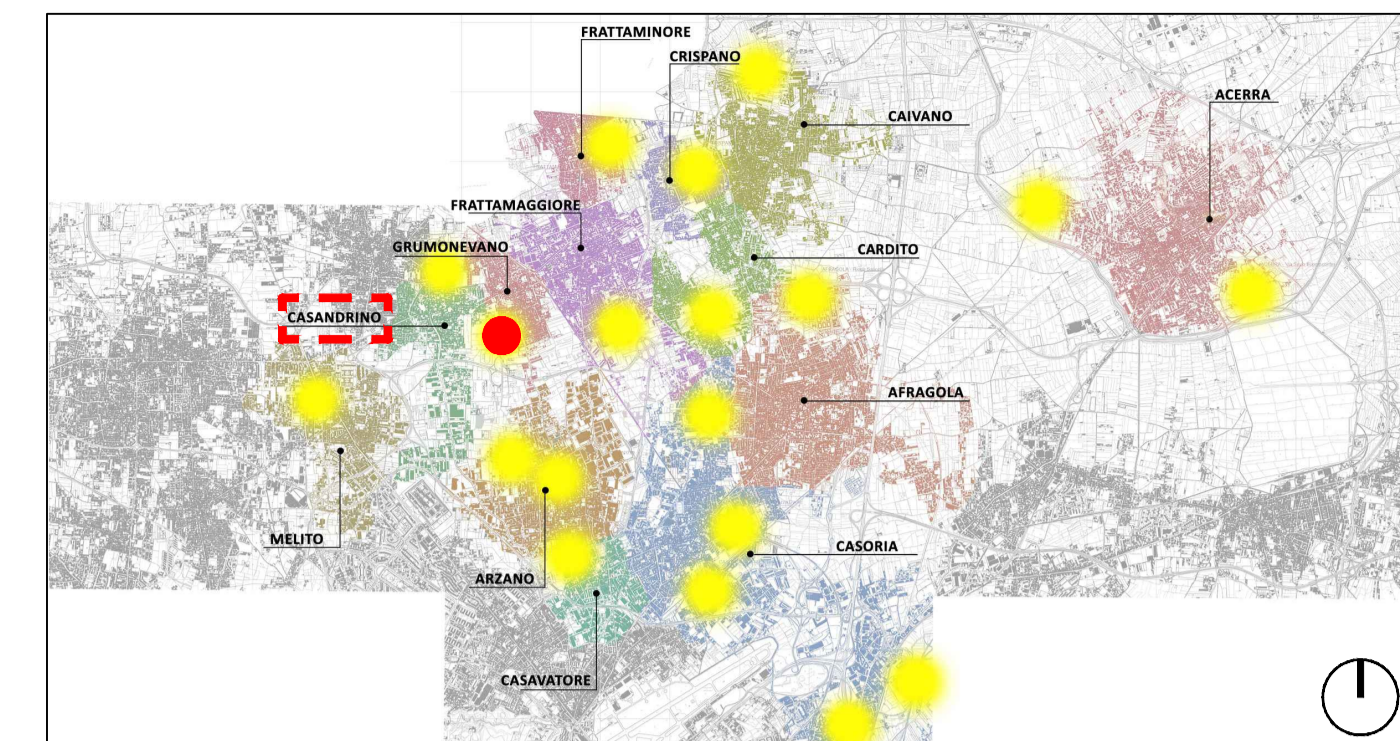 FRATTAMINORE
CRISPANO
ACERRA
CAIVANO
FRATTAMAGGIORE
GRUMONEVANO
CARDITO
CASANDRINO
AFRAGOLA
MELITO
CASORIA
ARZANO
CASAVATORE